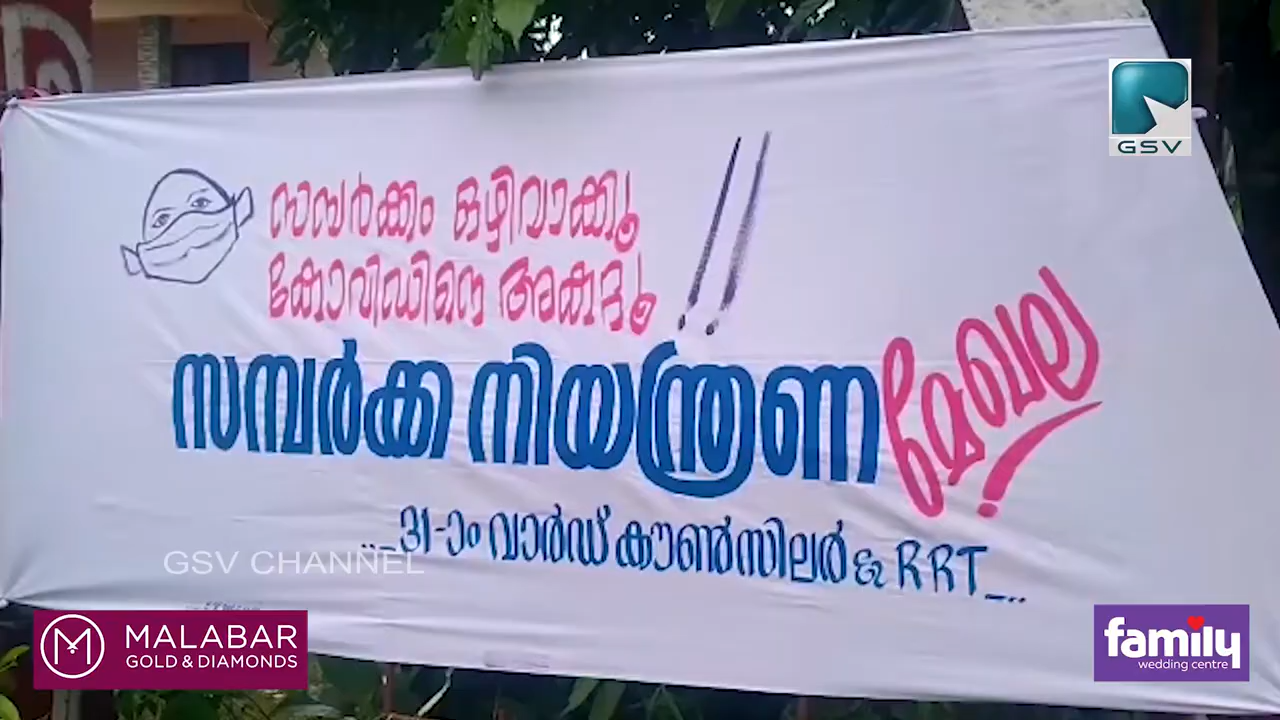 GSV
സമ്പർക്കം ഒഴിവാക്കൂ
കോവിഡിനെ അകറ്റൂ !!
സമ്പർക്ക നിയന്ത്രണ മേഖല!
...31-ാം വാർഡ് കൗൺസിലർ & RRT...
GSV CHANNEL
MALABAR
GOLD & DIAMONDS
family
wedding centre